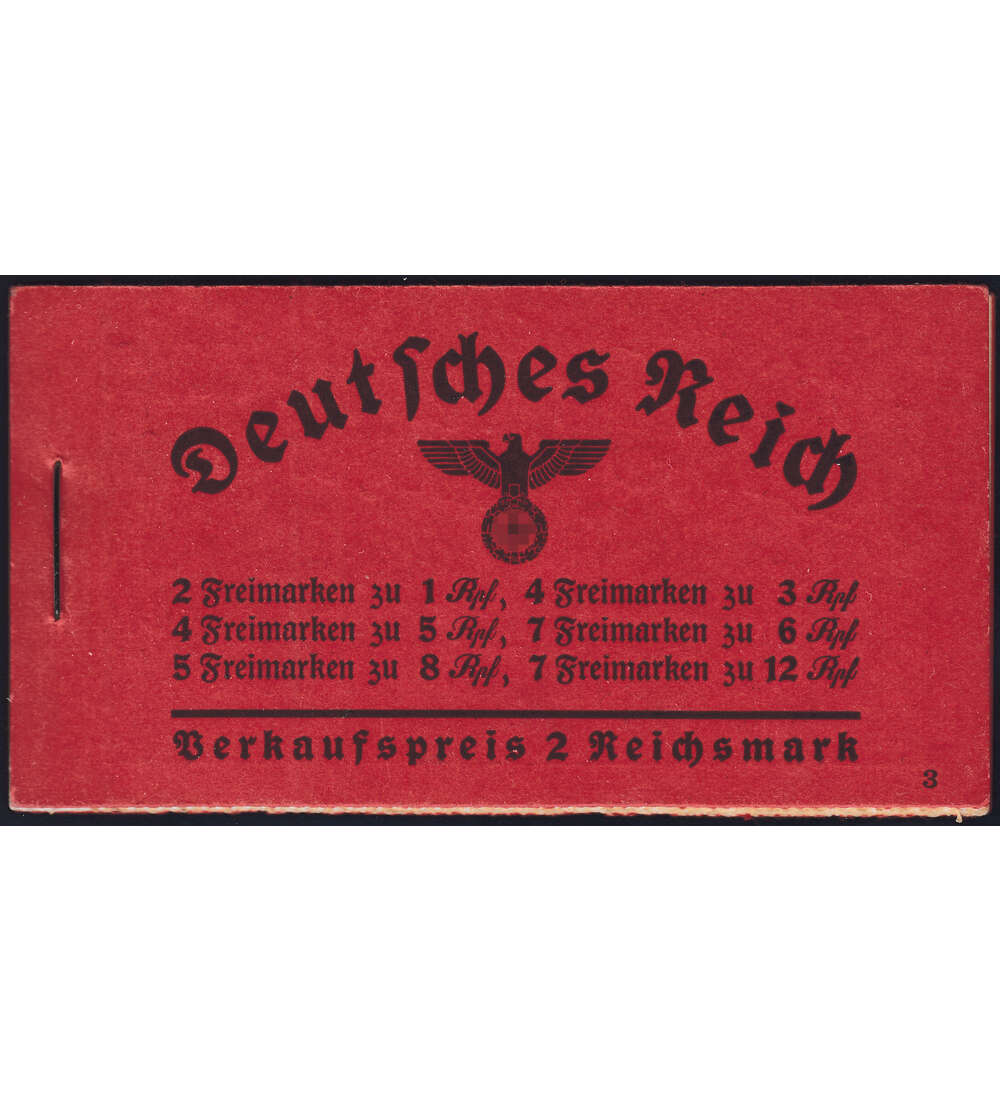 Deutsches Reich
2 Freimarken zu 1 Rpf, 4 Freimarken zu 3 Rpf
4 Freimarken zu 5 Rpf, 7 Freimarken zu 6 Rpf
5 Freimarken zu 8 Rpf, 7 Freimarken zu 12 Rpf
Verkaufspreis 2 Reichsmark
3